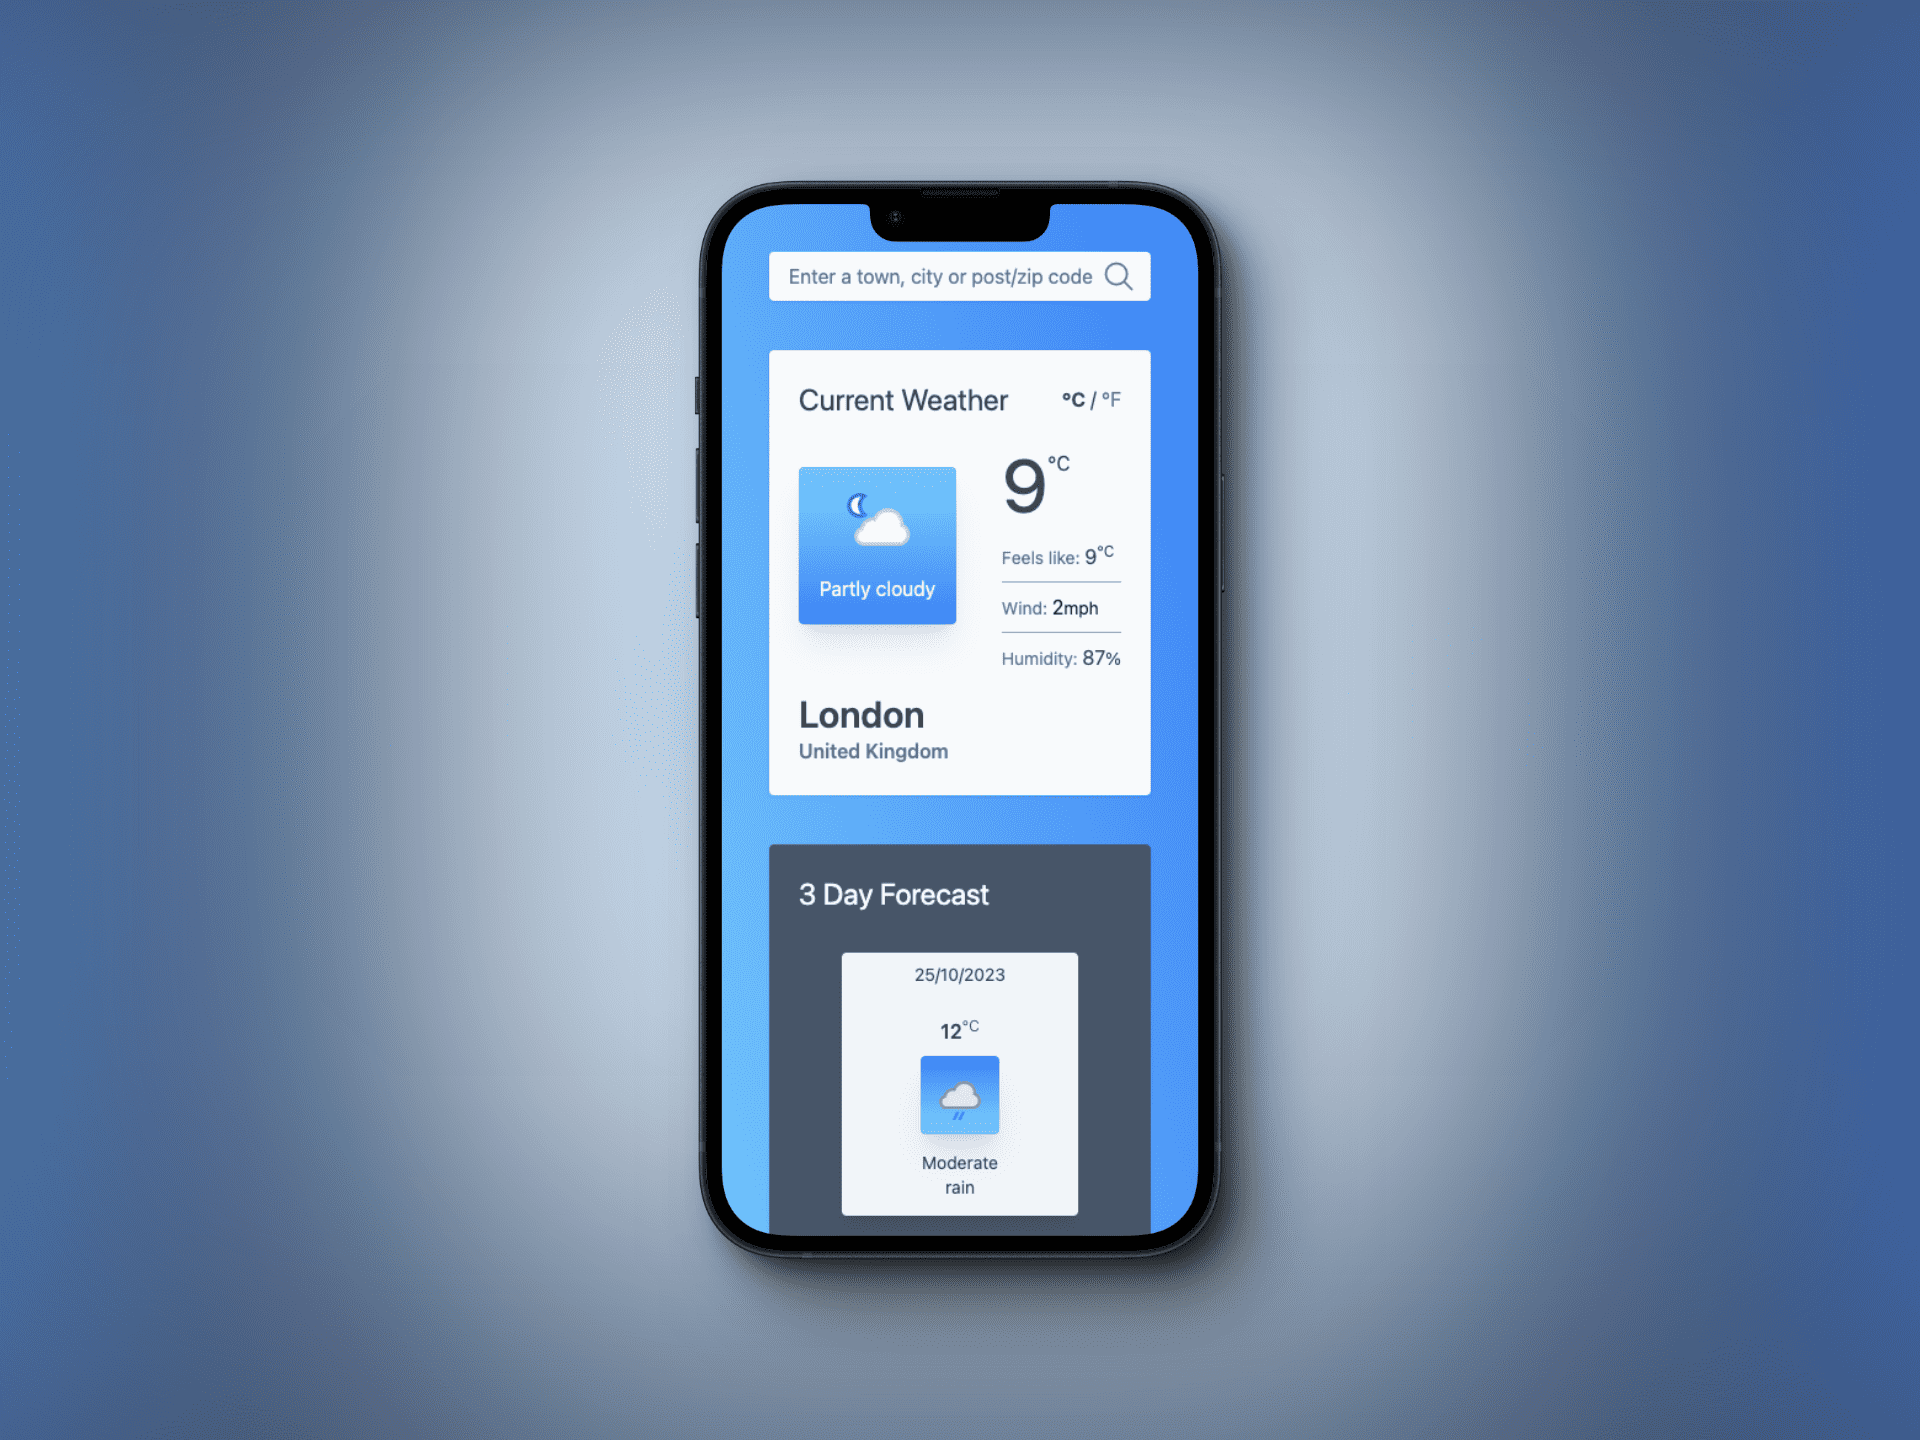 Enter a town, city or post/zip code
Current Weather °C / °F
9°C
Partly cloudy
Feels like: 9°C
Wind: 2mph
Humidity: 87%
London
United Kingdom
3 Day Forecast
25/10/2023
12°C
Moderate
rain